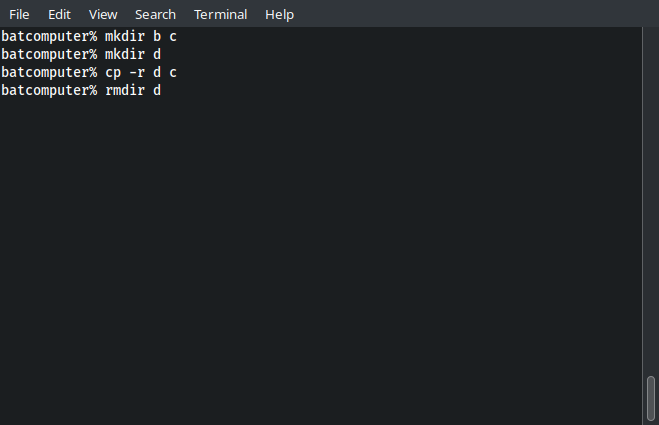 File Edit View Search Terminal Help
batcomputer% mkdir b c
batcomputer% mkdir d
batcomputer% cp -r d c
batcomputer% rmdir d